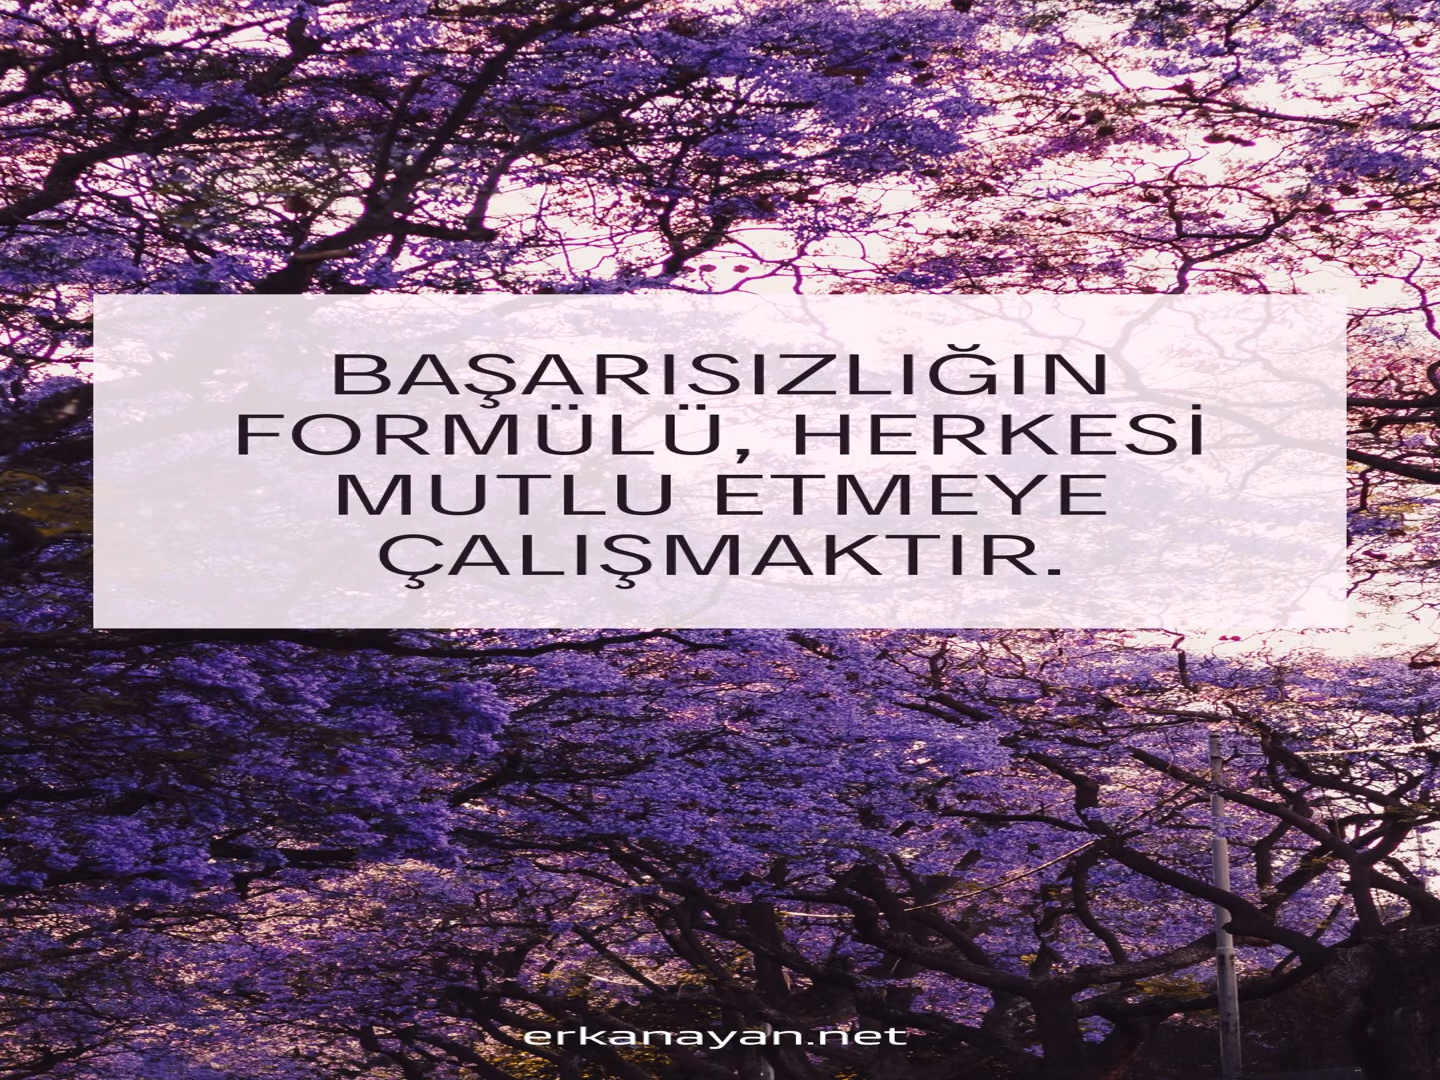 BAŞARISIZLIĞIN
FORMÜLÜ, HERKESİ
MUTLU ETMEYE
ÇALIŞMAKTIR.
erkanayan.net